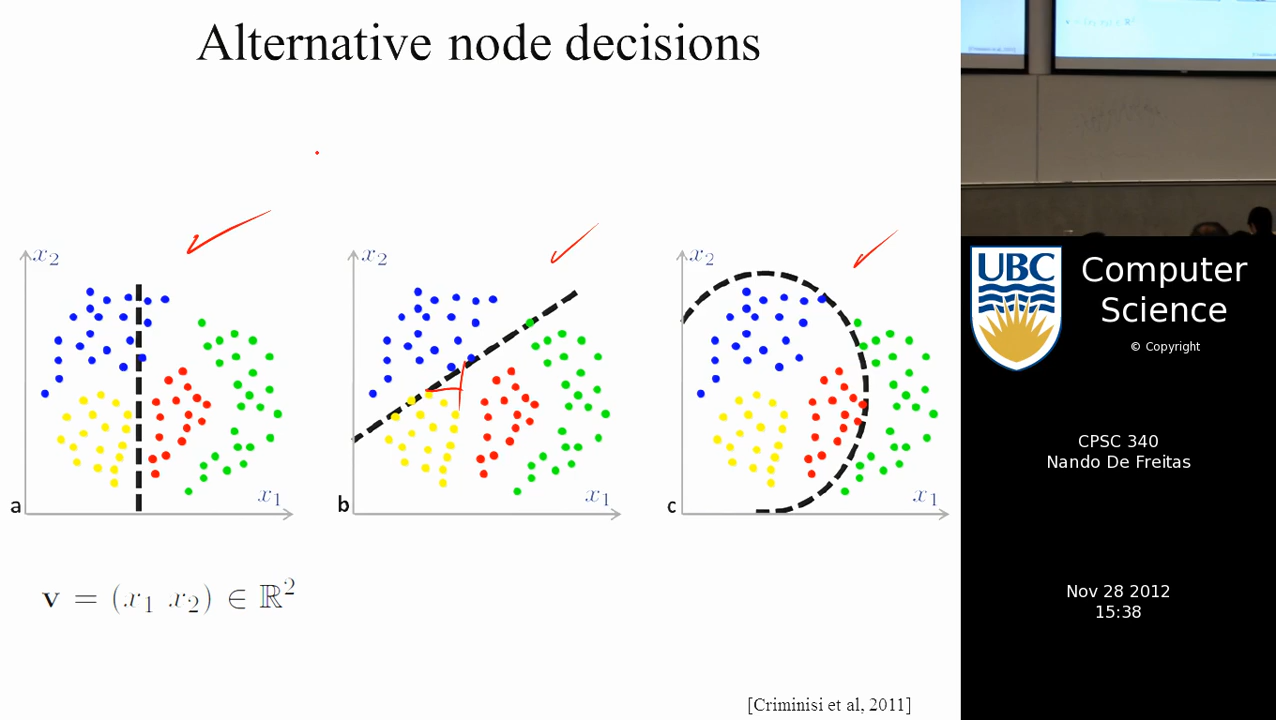 Alternative node decisions
x₂
x₂
x₂
x₁
x₁
x₁
a
b
c
v = (x₁ x₂) ∈ ℝ²
[Criminisi et al, 2011]
UBC
Computer
Science
© Copyright
CPSC 340
Nando De Freitas
Nov 28 2012
15:38